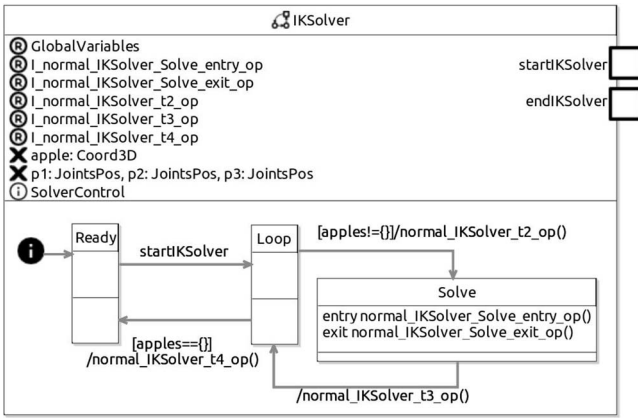 IKSolver
GlobalVariables
I_normal_IKSolver_Solve_entry_op
I_normal_IKSolver_Solve_exit_op
I_normal_IKSolver_t2_op
I_normal_IKSolver_t3_op
I_normal_IKSolver_t4_op
apple: Coord3D
p1: JointsPos, p2: JointsPos, p3: JointsPos
SolverControl
startIKSolver
endIKSolver
i
Ready
startIKSolver
Loop
[apples!={}]/normal_IKSolver_t2_op()
Solve
entry normal_IKSolver_Solve_entry_op()
exit normal_IKSolver_Solve_exit_op()
[apples=={}]
/normal_IKSolver_t4_op()
/normal_IKSolver_t3_op()